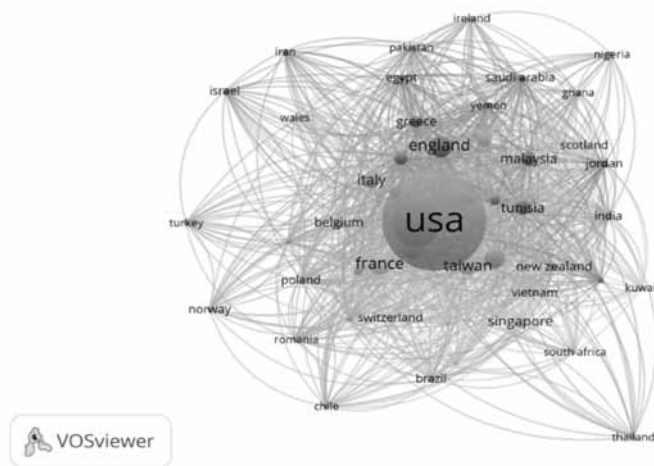 ireland
pakistan
iran
nigeria
egypt
saudi arabia
israel
ghana
yemen
wales
greece
england
scotland
malaysia
jordan
italy
usa
tunisia
india
turkey
belgium
france
taiwan
new zealand
poland
kuwai
vietnam
norway
switzerland
singapore
romania
south africa
brazil
chile
thailand
VOSviewer